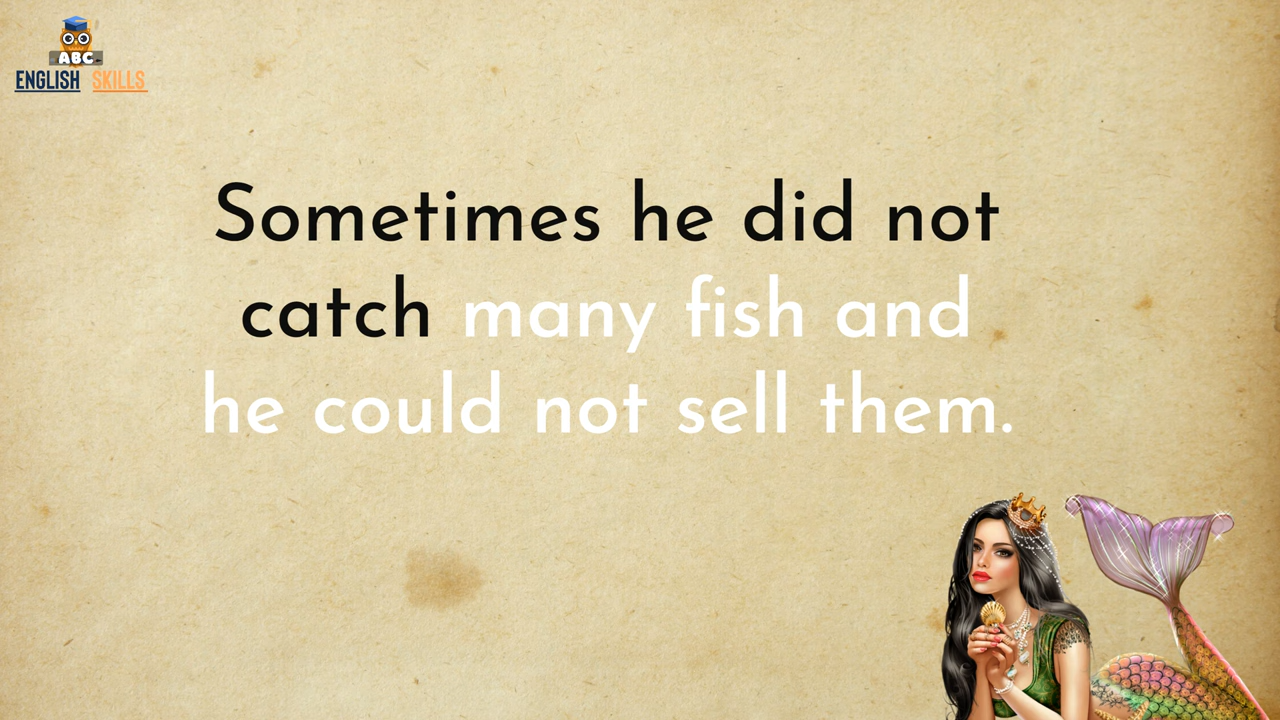 ABC
ENGLISH SKILLS
Sometimes he did not
catch many fish and
he could not sell them.